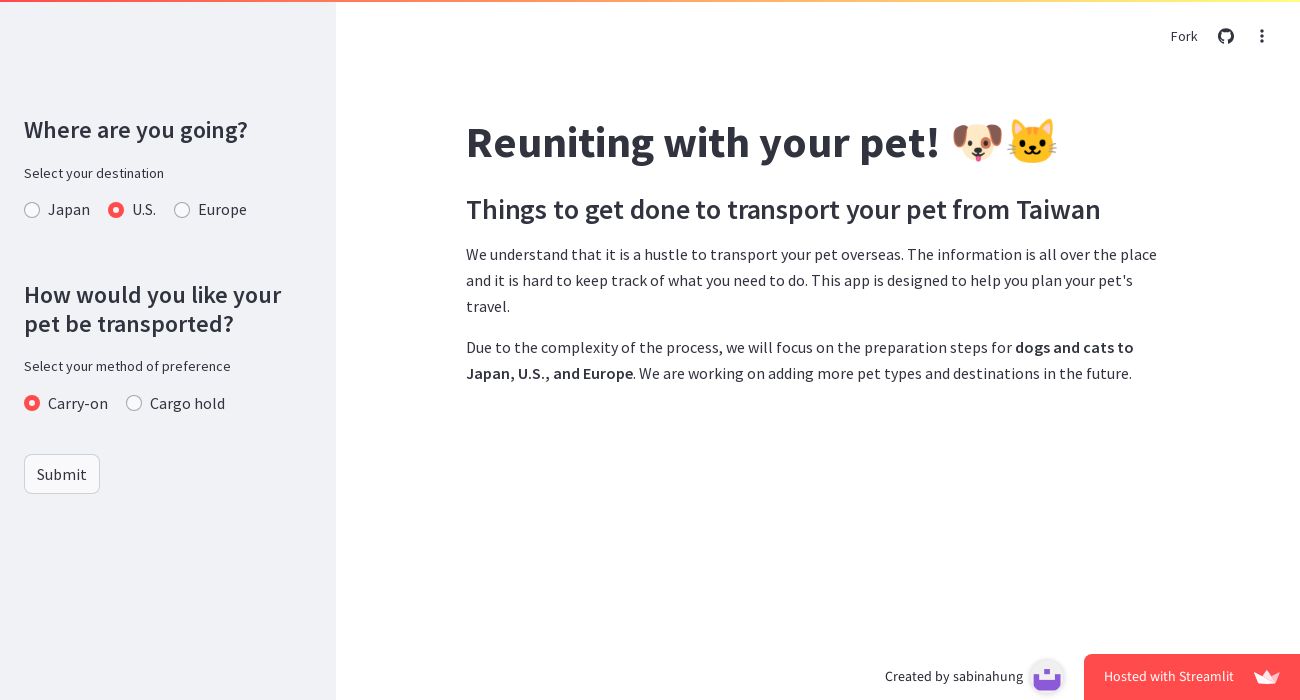 Fork
Where are you going?
Select your destination
Japan
U.S.
Europe
How would you like your
pet be transported?
Select your method of preference
Carry-on
Cargo hold
Submit
Reuniting with your pet! 🐶🐱
Things to get done to transport your pet from Taiwan
We understand that it is a hustle to transport your pet overseas. The information is all over the place
and it is hard to keep track of what you need to do. This app is designed to help you plan your pet's
travel.
Due to the complexity of the process, we will focus on the preparation steps for dogs and cats to
Japan, U.S., and Europe. We are working on adding more pet types and destinations in the future.
Created by sabinahung
Hosted with Streamlit